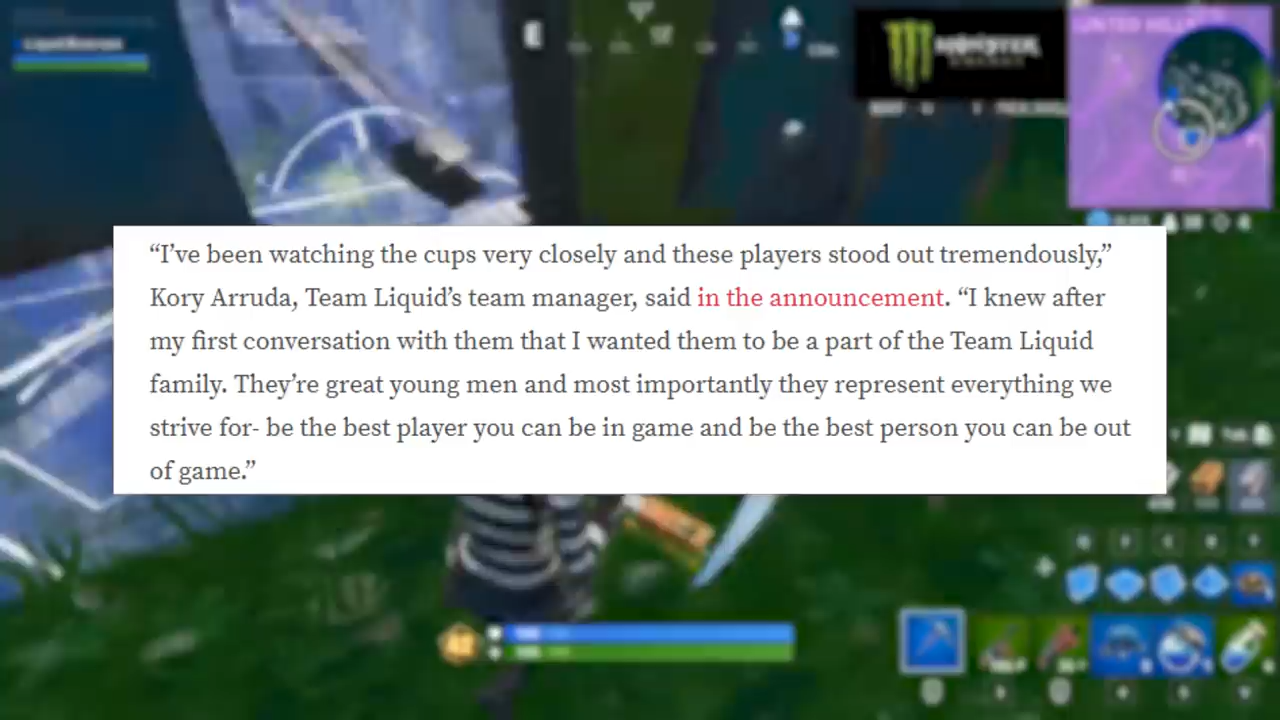 MONSTER
“I’ve been watching the cups very closely and these players stood out tremendously,”
Kory Arruda, Team Liquid’s team manager, said in the announcement. “I knew after
my first conversation with them that I wanted them to be a part of the Team Liquid
family. They’re great young men and most importantly they represent everything we
strive for- be the best player you can be in game and be the best person you can be out
of game.”